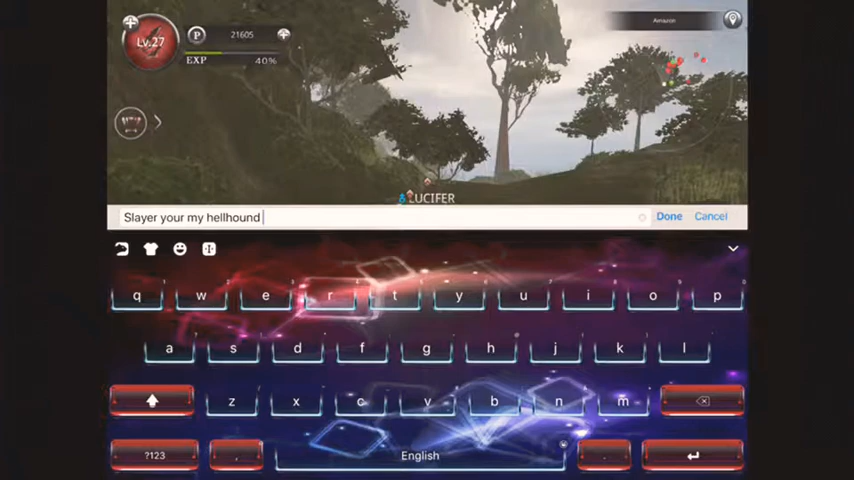 Amazon
Lv.27
P 21605
EXP 40%
LUCIFER
Slayer your my hellhound
Done Cancel
q w e r t y u i o p
a s d f g h j k l
z x c v b n m
?123 , English .